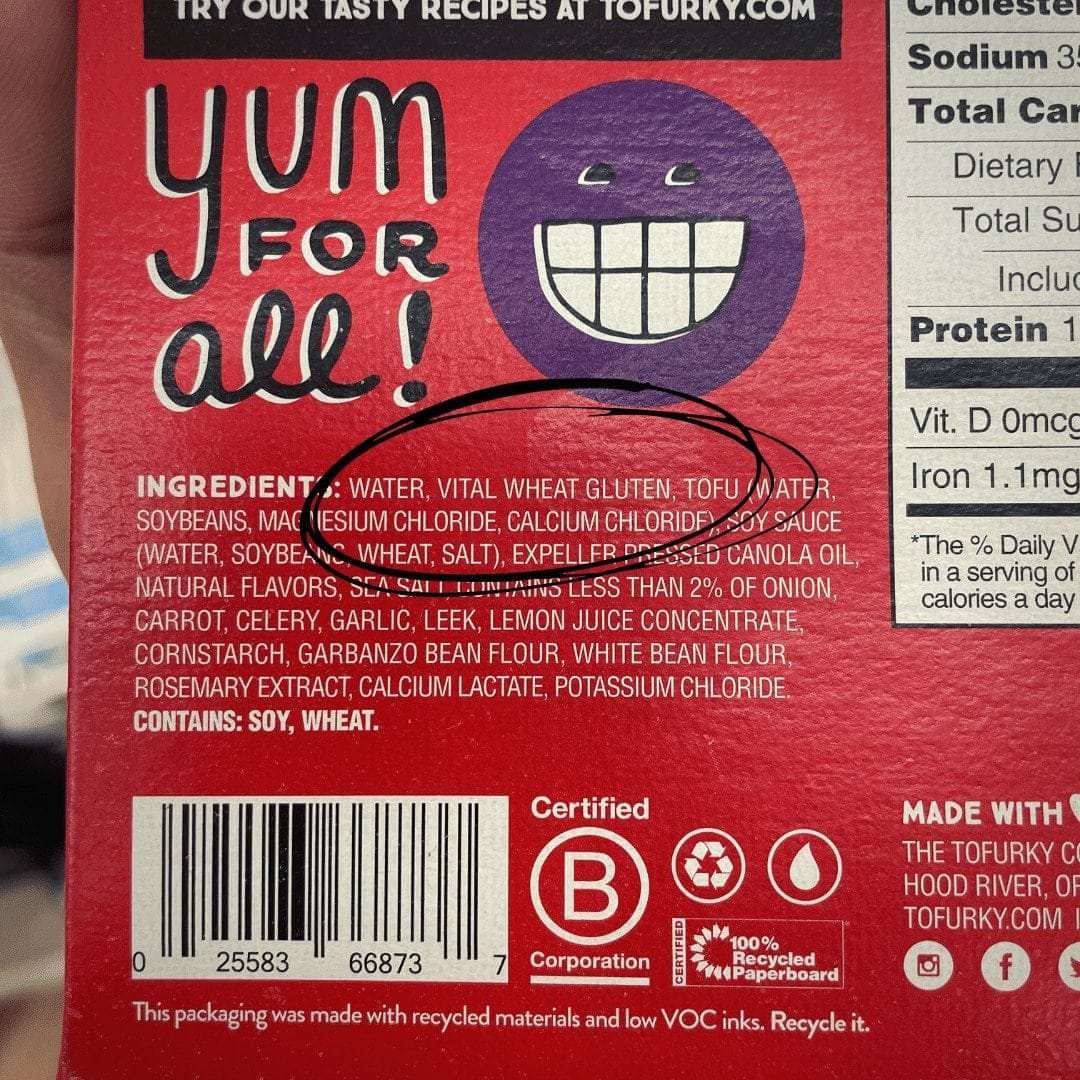 TRY OUR TASTY RECIPES AT TOFURKY.COM
YUM
FOR
all!
INGREDIENTS: WATER, VITAL WHEAT GLUTEN, TOFU (WATER,
SOYBEANS, MAGNESIUM CHLORIDE, CALCIUM CHLORIDE), SOY SAUCE
(WATER, SOYBEANS, WHEAT, SALT), EXPELLER PRESSED CANOLA OIL,
NATURAL FLAVORS, SEA SALT. CONTAINS LESS THAN 2% OF ONION,
CARROT, CELERY, GARLIC, LEEK, LEMON JUICE CONCENTRATE,
CORNSTARCH, GARBANZO BEAN FLOUR, WHITE BEAN FLOUR,
ROSEMARY EXTRACT, CALCIUM LACTATE, POTASSIUM CHLORIDE.
CONTAINS: SOY, WHEAT.
0 25583 66873 7
Certified
B
Corporation
CERTIFIED
100%
Recycled
Paperboard
This packaging was made with recycled materials and low VOC inks. Recycle it.
Sodium
Total
Dietary
Total
Protein
Vit. D 0mcg
Iron 1.1mg
*The % Daily
in a serving of
calories a day
MADE WITH
THE TOFURKY
HOOD RIVER,
TOFURKY.COM